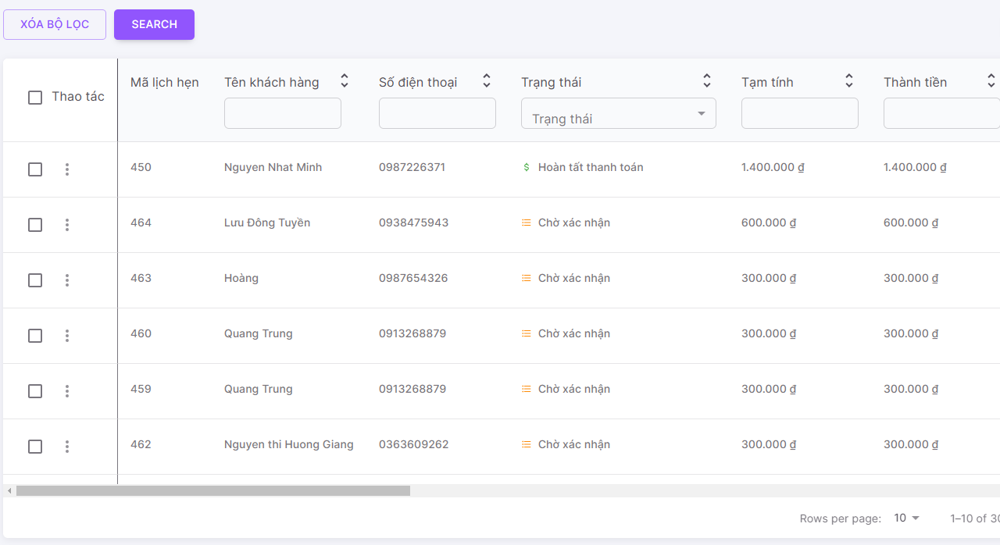 XÓA BỘ LỌC SEARCH
Thao tác Mã lịch hẹn Tên khách hàng Số điện thoại Trạng thái Tạm tính Thành tiền
Trạng thái
450 Nguyen Nhat Minh 0987226371 $ Hoàn tất thanh toán 1.400.000 ₫ 1.400.000 ₫
464 Lưu Đông Tuyền 0938475943 Chờ xác nhận 600.000 ₫ 600.000 ₫
463 Hoàng 0987654326 Chờ xác nhận 300.000 ₫ 300.000 ₫
460 Quang Trung 0913268879 Chờ xác nhận 300.000 ₫ 300.000 ₫
459 Quang Trung 0913268879 Chờ xác nhận 300.000 ₫ 300.000 ₫
462 Nguyen thi Huong Giang 0363609262 Chờ xác nhận 300.000 ₫ 300.000 ₫
Rows per page: 10 1–10 of 30